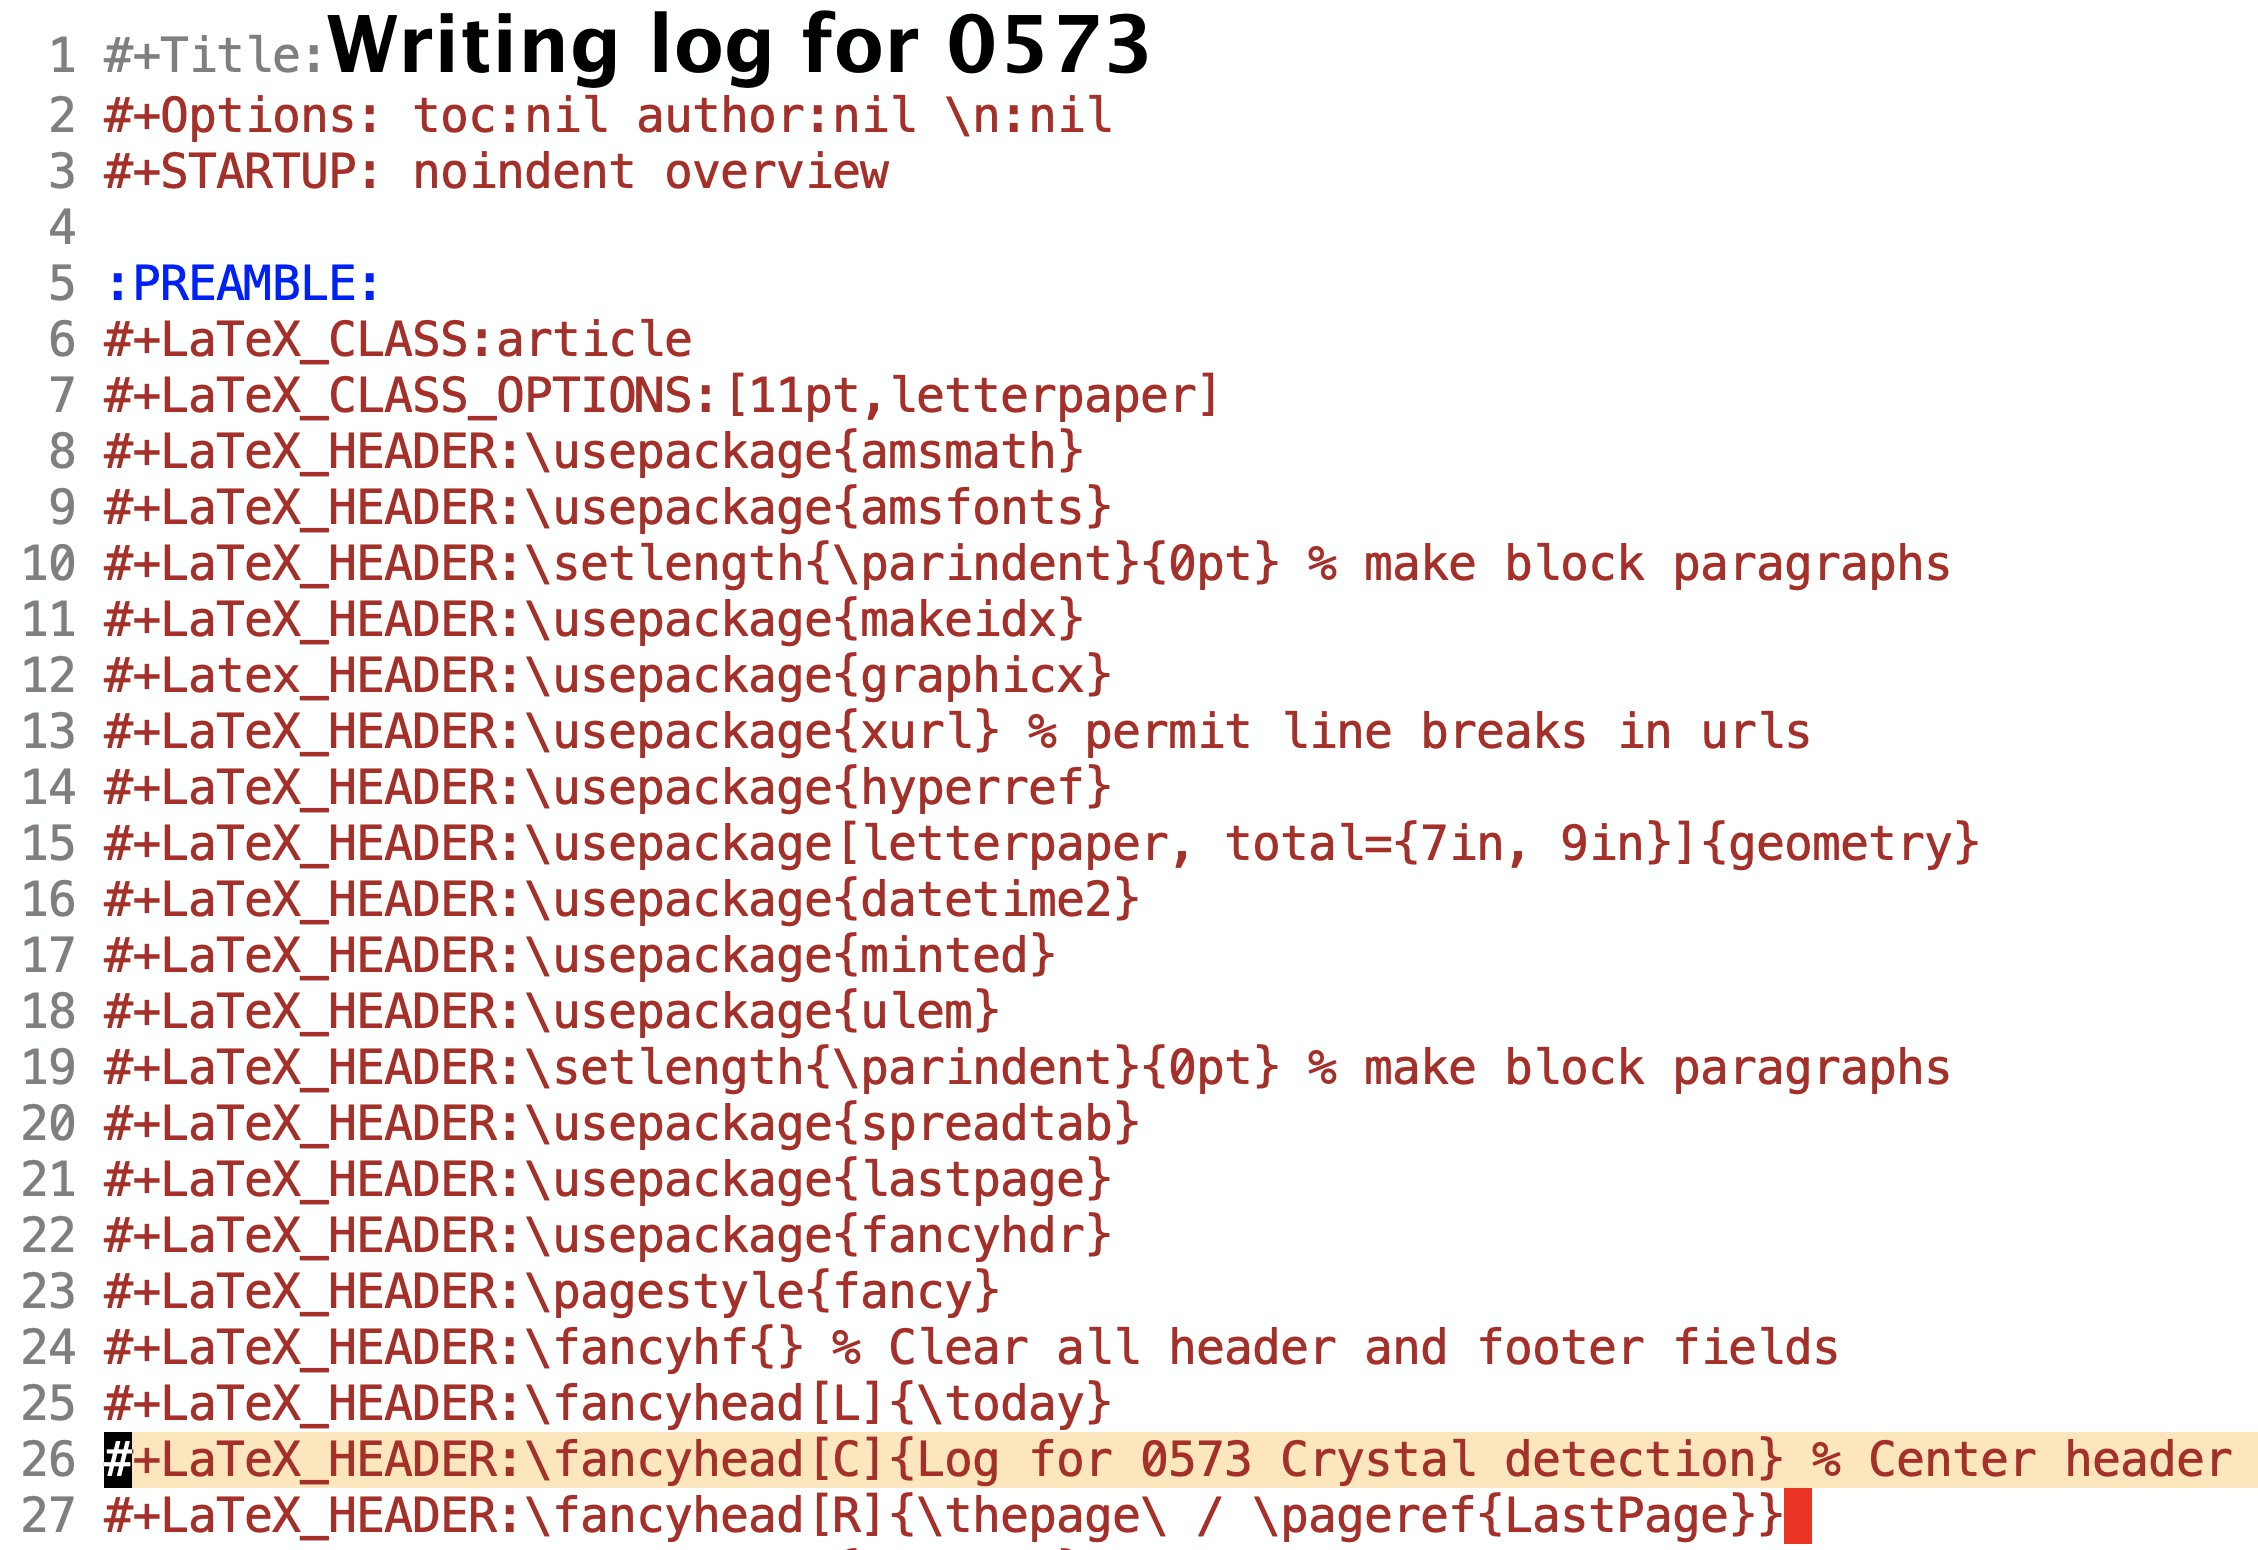 1 #+Title:Writing log for 0573
2 #+Options: toc:nil author:nil \n:nil
3 #+STARTUP: noindent overview
4
5 :PREAMBLE:
6 #+LaTeX_CLASS:article
7 #+LaTeX_CLASS_OPTIONS:[11pt,letterpaper]
8 #+LaTeX_HEADER:\usepackage{amsmath}
9 #+LaTeX_HEADER:\usepackage{amsfonts}
10 #+LaTeX_HEADER:\setlength{\parindent}{0pt} % make block paragraphs
11 #+LaTeX_HEADER:\usepackage{makeidx}
12 #+Latex_HEADER:\usepackage{graphicx}
13 #+LaTeX_HEADER:\usepackage{xurl} % permit line breaks in urls
14 #+LaTeX_HEADER:\usepackage{hyperref}
15 #+LaTeX_HEADER:\usepackage[letterpaper, total={7in, 9in}]{geometry}
16 #+LaTeX_HEADER:\usepackage{datetime2}
17 #+LaTeX_HEADER:\usepackage{minted}
18 #+LaTeX_HEADER:\usepackage{ulem}
19 #+LaTeX_HEADER:\setlength{\parindent}{0pt} % make block paragraphs
20 #+LaTeX_HEADER:\usepackage{spreadtab}
21 #+LaTeX_HEADER:\usepackage{lastpage}
22 #+LaTeX_HEADER:\usepackage{fancyhdr}
23 #+LaTeX_HEADER:\pagestyle{fancy}
24 #+LaTeX_HEADER:\fancyhf{} % Clear all header and footer fields
25 #+LaTeX_HEADER:\fancyhead[L]{\today}
26 #+LaTeX_HEADER:\fancyhead[C]{Log for 0573 Crystal detection} % Center header
27 #+LaTeX_HEADER:\fancyhead[R]{\thepage\ / \pageref{LastPage}}